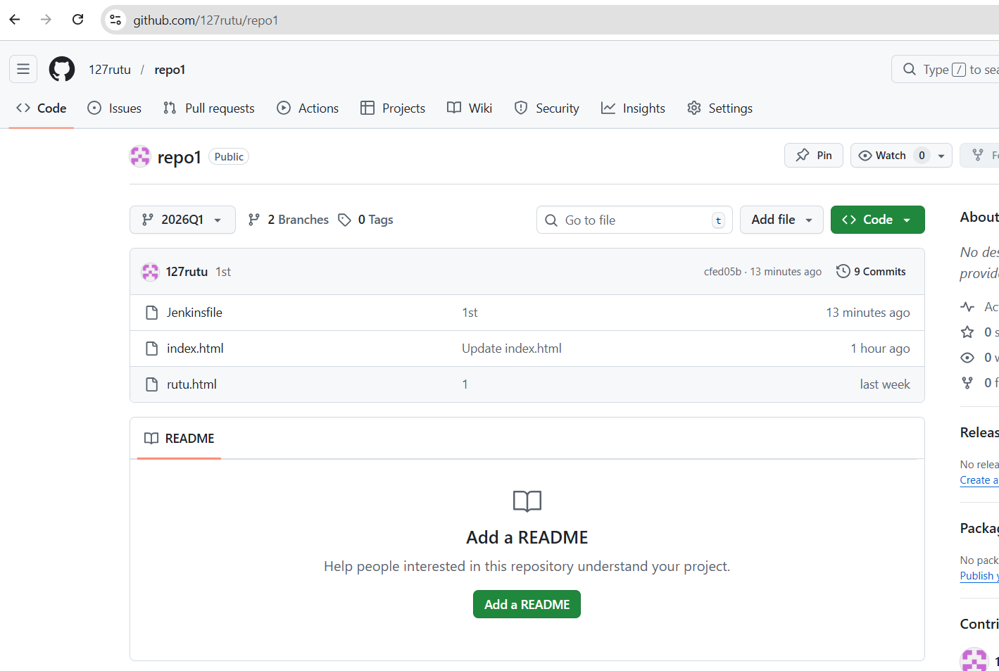 github.com/127rutu/repo1
127rutu / repo1
Type / to sea
Code Issues Pull requests Actions Projects Wiki Security Insights Settings
repo1 Public Pin Watch 0 Fo
2026Q1 2 Branches 0 Tags Go to file t Add file Code
About
No des
provide
127rutu 1st cfed05b · 13 minutes ago 9 Commits
Jenkinsfile 1st 13 minutes ago
index.html Update index.html 1 hour ago
rutu.html 1 last week
Act
0 s
0 w
0 f
README
Add a README
Help people interested in this repository understand your project.
Add a README
Releas
No relea
Create a
Packag
No pack
Publish y
Contri
1